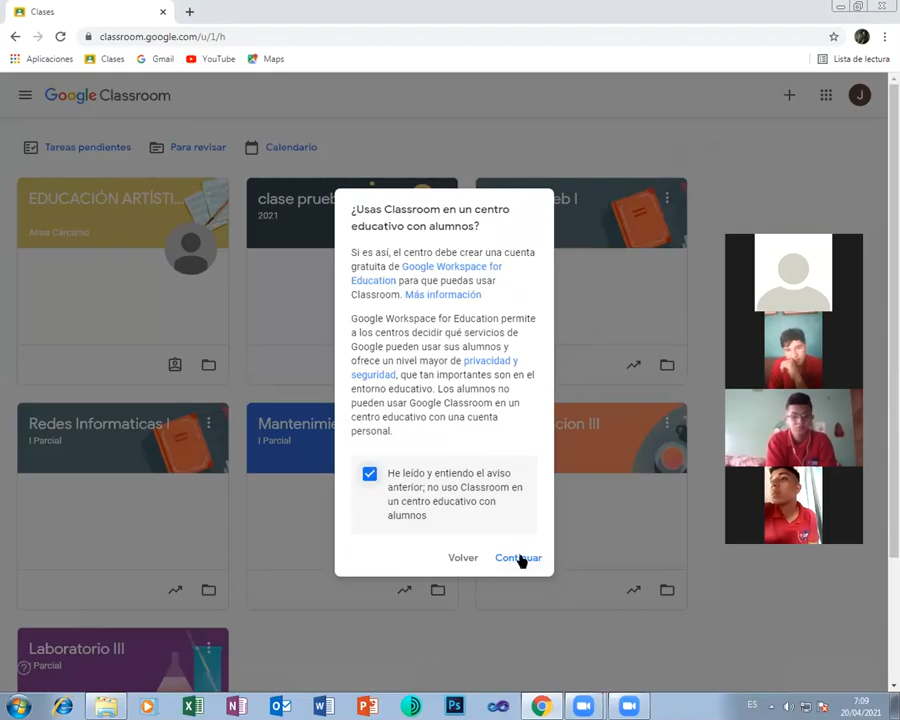 Clases
classroom.google.com/u/1/h
Aplicaciones
Clases
Gmail
YouTube
Maps
Lista de lectura
Google Classroom
J
Tareas pendientes
Para revisar
Calendario
EDUCACIÓN ARTÍSTI...
Alma Cárcamo
clase prueb
2021
eb I
¿Usas Classroom en un centro
educativo con alumnos?
Si es así, el centro debe crear una cuenta
gratuita de Google Workspace for
Education para que puedas usar
Classroom. Más información
Google Workspace for Education permite
a los centros decidir qué servicios de
Google pueden usar sus alumnos y
ofrece un nivel mayor de privacidad y
seguridad, que tan importantes son en el
entorno educativo. Los alumnos no
pueden usar Google Classroom en un
centro educativo con una cuenta
personal.
He leído y entiendo el aviso
anterior; no uso Classroom en
un centro educativo con
alumnos
Volver
Continuar
Redes Informaticas I
I Parcial
Mantenimie
I Parcial
cion III
Laboratorio III
Parcial
ES
7:09
20/04/2021